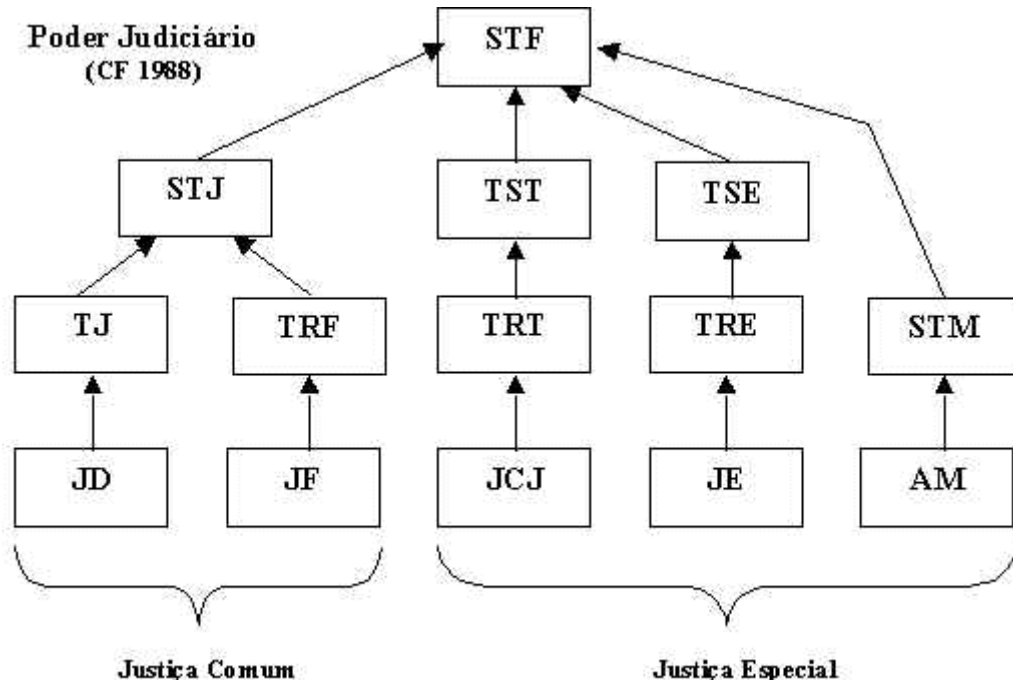 Poder Judiciário
(CF 1988)
STF
STJ
TST
TSE
TJ
TRF
TRT
TRE
STM
JD
JF
JCJ
JE
AM
Justiça Comum
Justiça Especial